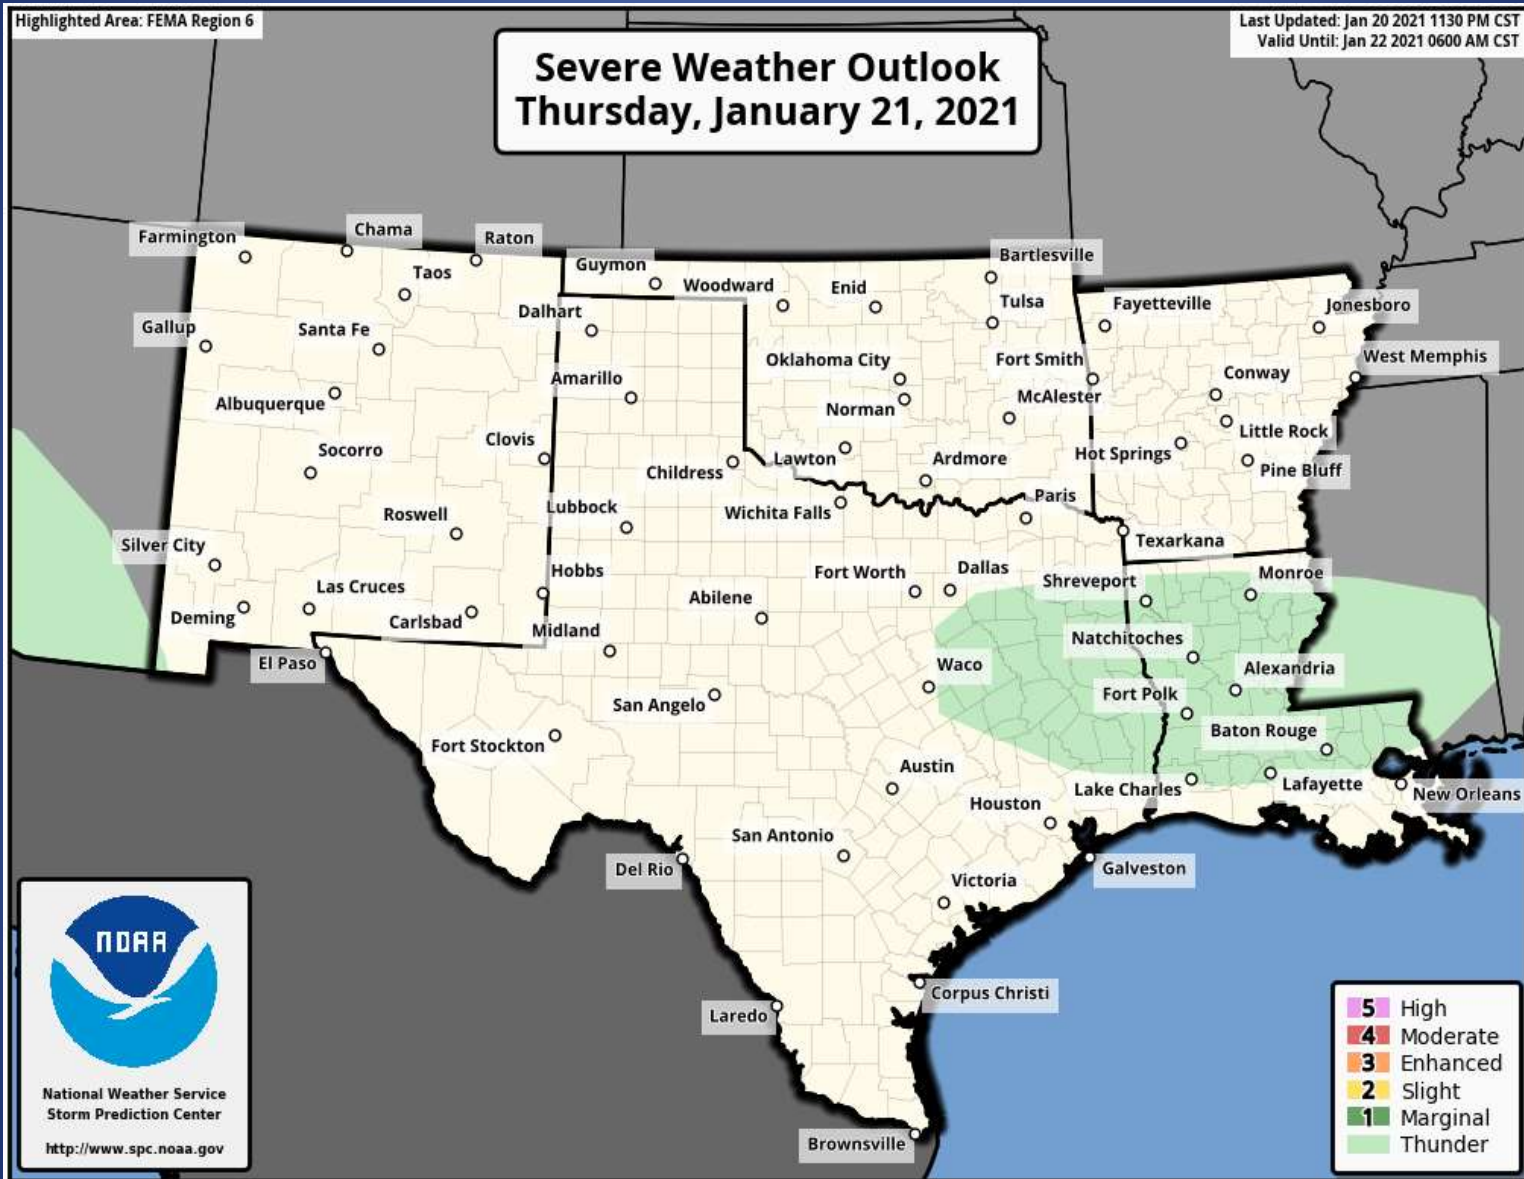 Highlighted Area: FEMA Region 6
Last Updated: Jan 20 2021 1130 PM CST
Valid Until: Jan 22 2021 0600 AM CST
Severe Weather Outlook
Thursday, January 21, 2021
Farmington
Chama
Raton
Taos
Guymon
Woodward
Enid
Bartlesville
Tulsa
Fayetteville
Jonesboro
Gallup
Santa Fe
Dalhart
Oklahoma City
Fort Smith
West Memphis
Albuquerque
Amarillo
Norman
McAlester
Conway
Little Rock
Socorro
Clovis
Childress
Lawton
Ardmore
Hot Springs
Pine Bluff
Roswell
Lubbock
Wichita Falls
Paris
Texarkana
Silver City
Las Cruces
Hobbs
Abilene
Fort Worth
Dallas
Shreveport
Monroe
Deming
Carlsbad
Midland
Natchitoches
El Paso
Waco
Alexandria
San Angelo
Fort Polk
Fort Stockton
Baton Rouge
Austin
Lake Charles
Lafayette
New Orleans
Houston
San Antonio
Del Rio
Galveston
Victoria
Corpus Christi
Laredo
Brownsville
NOAA
National Weather Service
Storm Prediction Center
http://www.spc.noaa.gov
5 High
4 Moderate
3 Enhanced
2 Slight
1 Marginal
Thunder